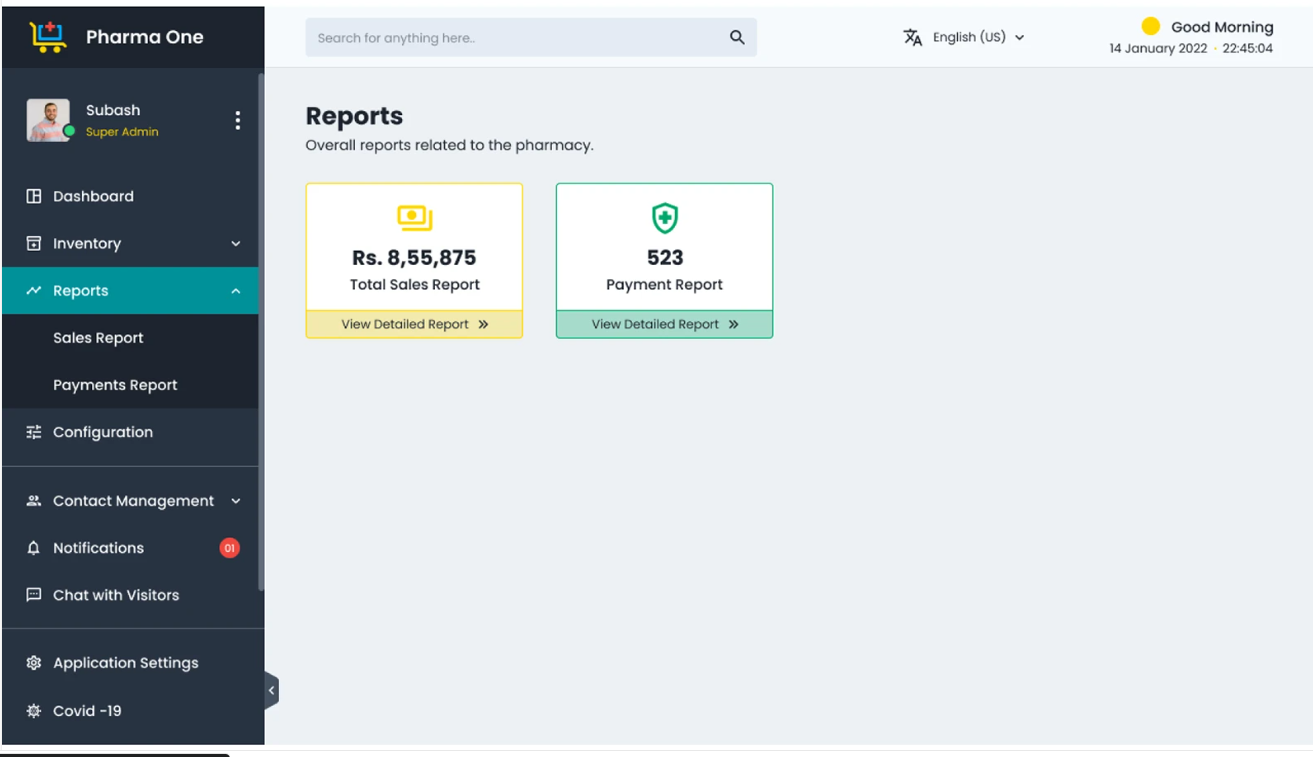 Pharma One
Search for anything here..
English (US)
Good Morning
14 January 2022 · 22:45:04
Subash
Super Admin
Dashboard
Inventory
Reports
Sales Report
Payments Report
Configuration
Contact Management
Notifications 01
Chat with Visitors
Application Settings
Covid -19
Reports
Overall reports related to the pharmacy.
Rs. 8,55,875
Total Sales Report
View Detailed Report »
523
Payment Report
View Detailed Report »